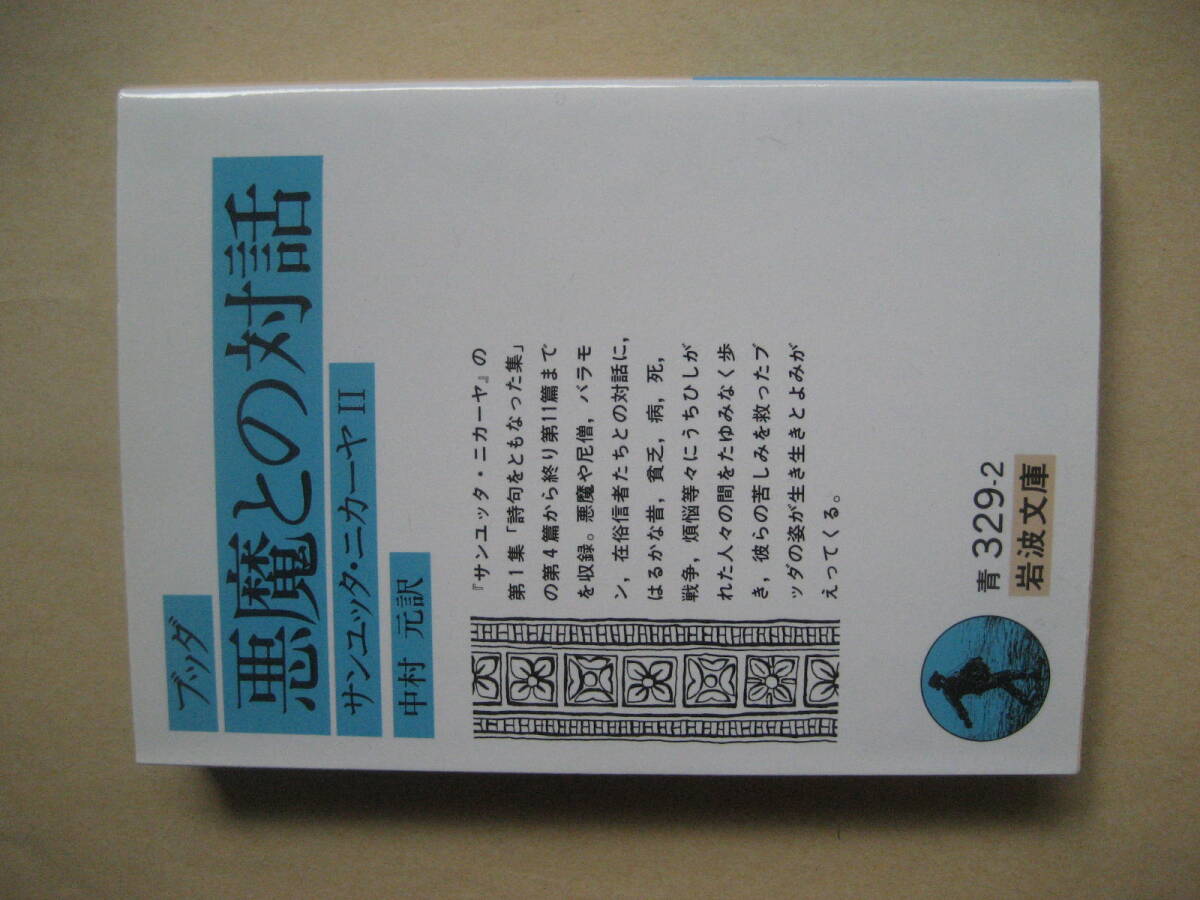 ブッダ
悪魔との対話
サンユッタ・ニカーヤ II
中村 元訳
『サンユッタ・ニカーヤ』の
第1集「詩句をともなった集」
の第4篇から終り第11篇まで
を収録。悪魔や尼僧，バラモ
ン，在俗信者たちとの対話に，
はるかな昔，貧乏，病，死，
戦争，煩悩等々にうちひしが
れた人々の間をたゆみなく歩
き，彼らの苦しみを救ったブ
ッダの姿が生き生きとよみが
えってくる。
青 329-2
岩波文庫